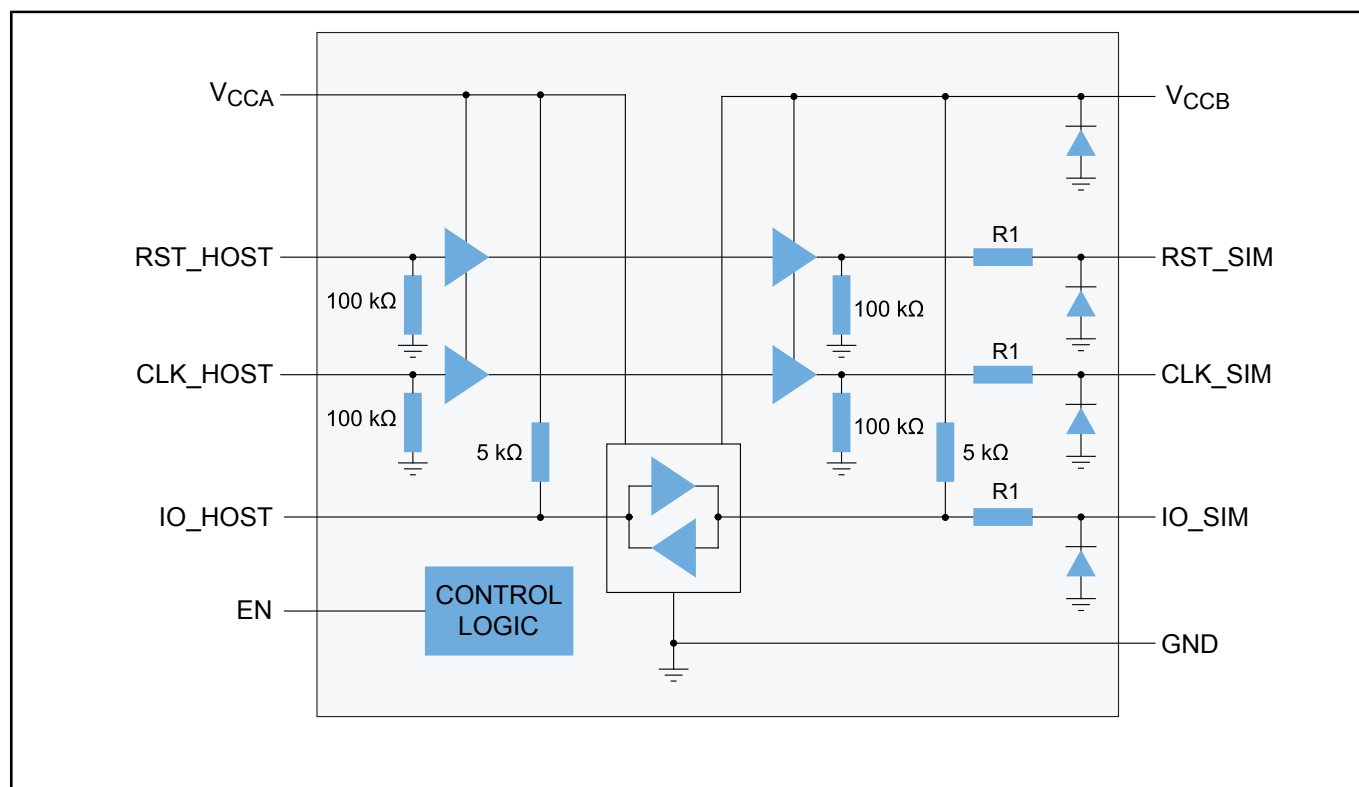 VCCA
VCCB
R1
RST_HOST
RST_SIM
100 kΩ
100 kΩ
R1
CLK_HOST
CLK_SIM
100 kΩ
100 kΩ
5 kΩ
5 kΩ
R1
IO_HOST
IO_SIM
EN
CONTROL
LOGIC
GND